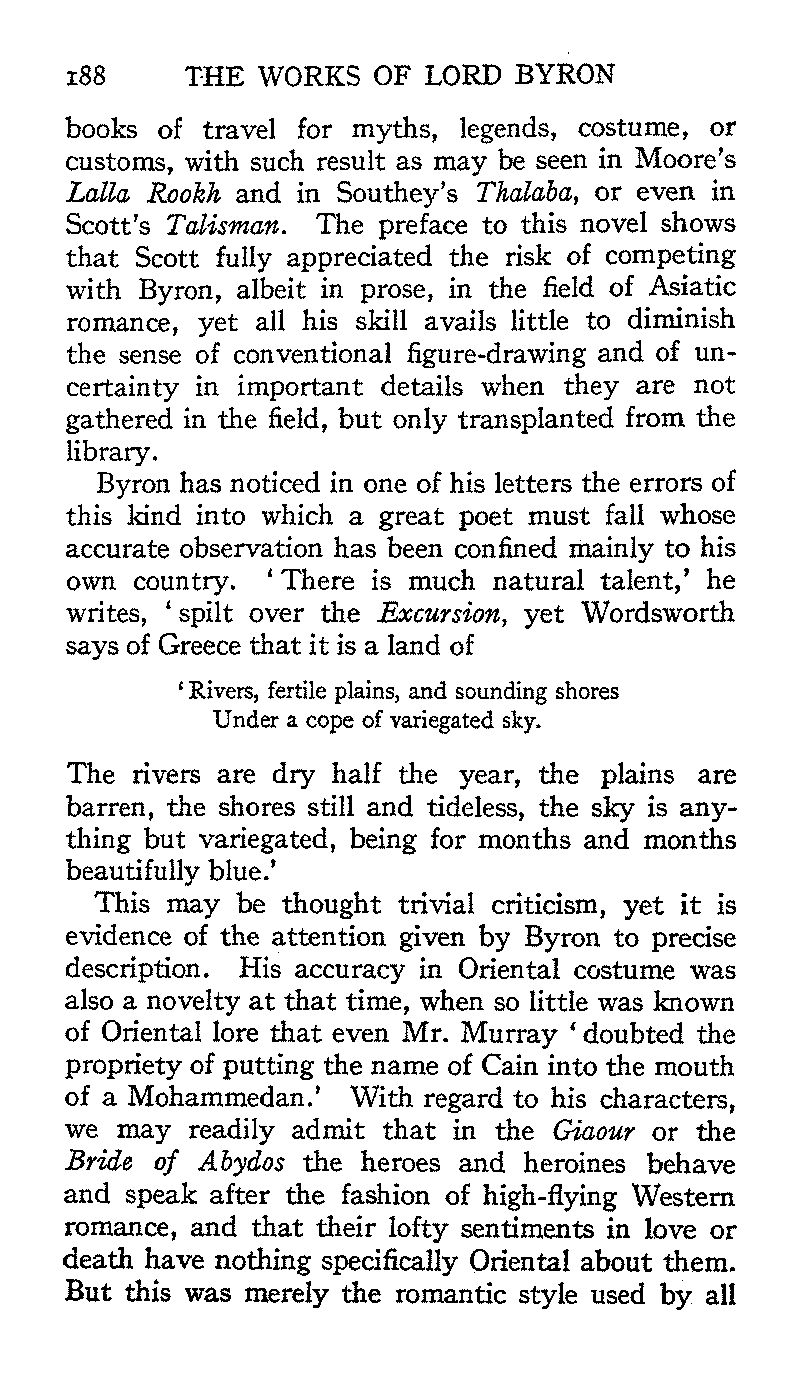 188 THE WORKS OF LORD BYRON
books of travel for myths, legends, costume, or
customs, with such result as may be seen in Moore's
Lalla Rookh and in Southey's Thalaba, or even in
Scott's Talisman. The preface to this novel shows
that Scott fully appreciated the risk of competing
with Byron, albeit in prose, in the field of Asiatic
romance, yet all his skill avails little to diminish
the sense of conventional figure-drawing and of un-
certainty in important details when they are not
gathered in the field, but only transplanted from the
library.
Byron has noticed in one of his letters the errors of
this kind into which a great poet must fall whose
accurate observation has been confined mainly to his
own country. ‘There is much natural talent,’ he
writes, ‘spilt over the Excursion, yet Wordsworth
says of Greece that it is a land of
‘Rivers, fertile plains, and sounding shores
Under a cope of variegated sky.
The rivers are dry half the year, the plains are
barren, the shores still and tideless, the sky is any-
thing but variegated, being for months and months
beautifully blue.’
This may be thought trivial criticism, yet it is
evidence of the attention given by Byron to precise
description. His accuracy in Oriental costume was
also a novelty at that time, when so little was known
of Oriental lore that even Mr. Murray ‘doubted the
propriety of putting the name of Cain into the mouth
of a Mohammedan.’ With regard to his characters,
we may readily admit that in the Giaour or the
Bride of Abydos the heroes and heroines behave
and speak after the fashion of high-flying Western
romance, and that their lofty sentiments in love or
death have nothing specifically Oriental about them.
But this was merely the romantic style used by all